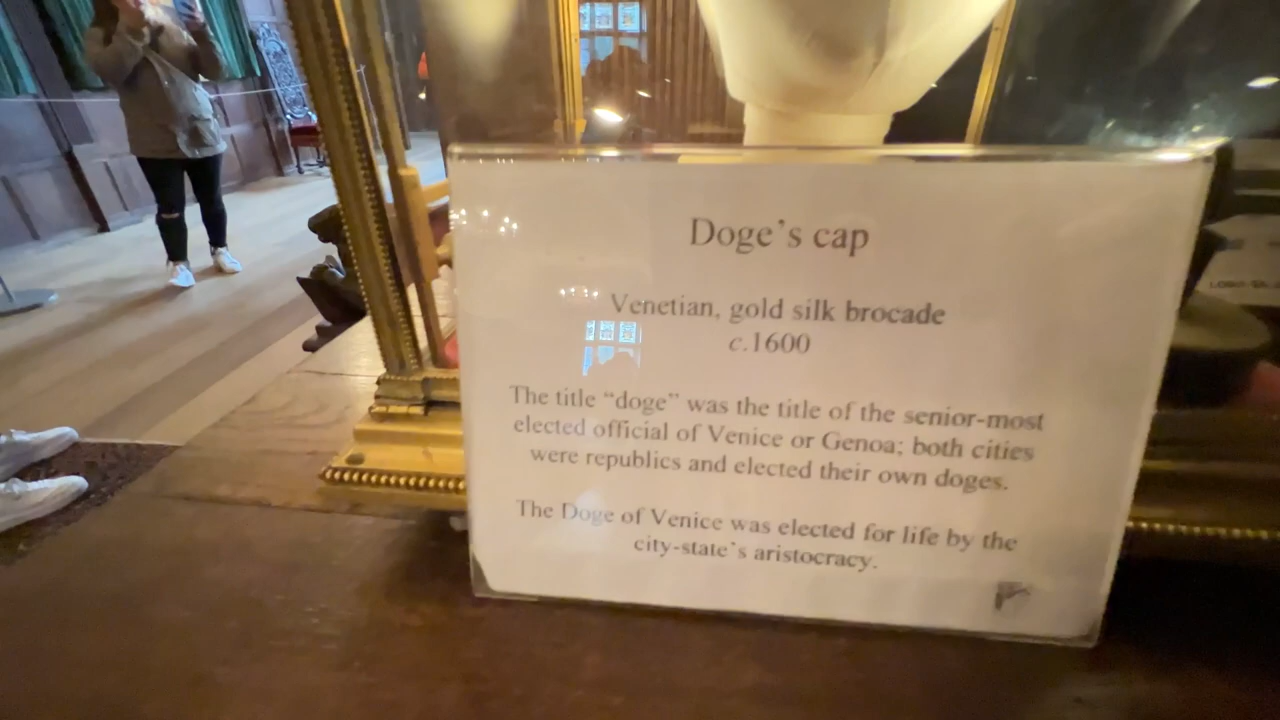 Doge's cap
Venetian, gold silk brocade
c.1600
The title “doge” was the title of the senior-most
elected official of Venice or Genoa; both cities
were republics and elected their own doges.
The Doge of Venice was elected for life by the
city-state's aristocracy.